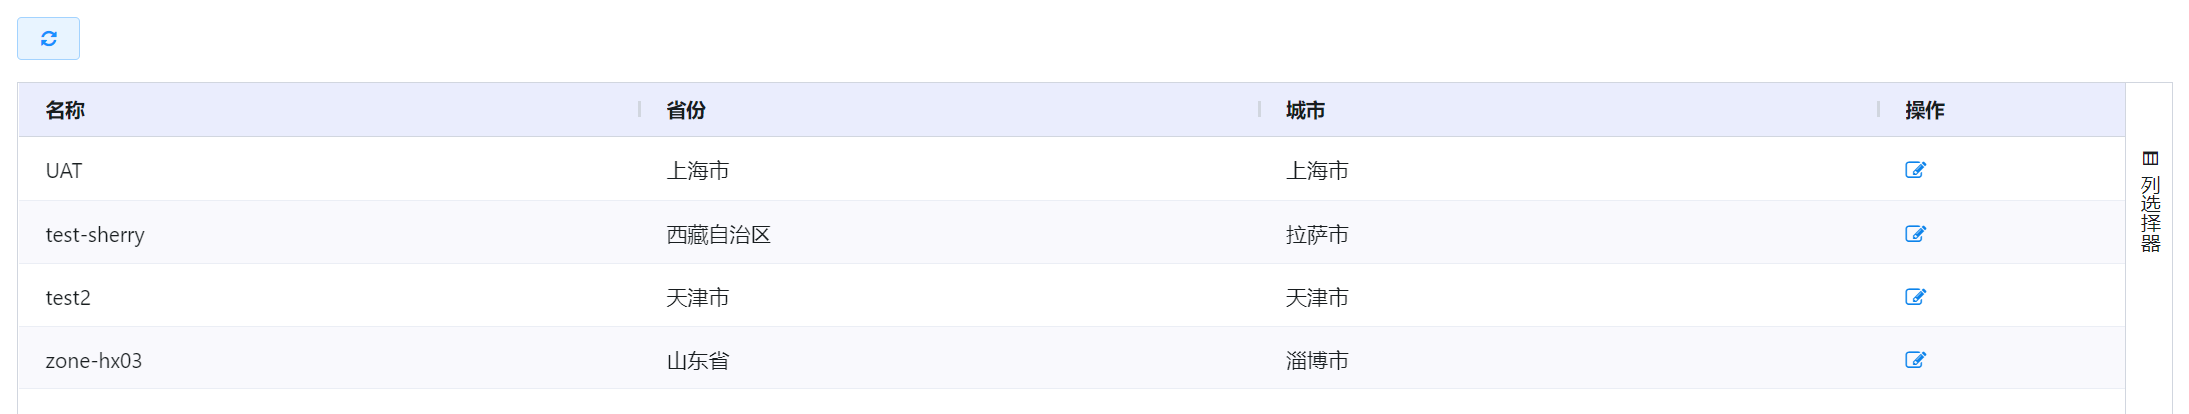 名称 省份 城市 操作
UAT 上海市 上海市
test-sherry 西藏自治区 拉萨市
test2 天津市 天津市
zone-hx03 山东省 淄博市
列选择器